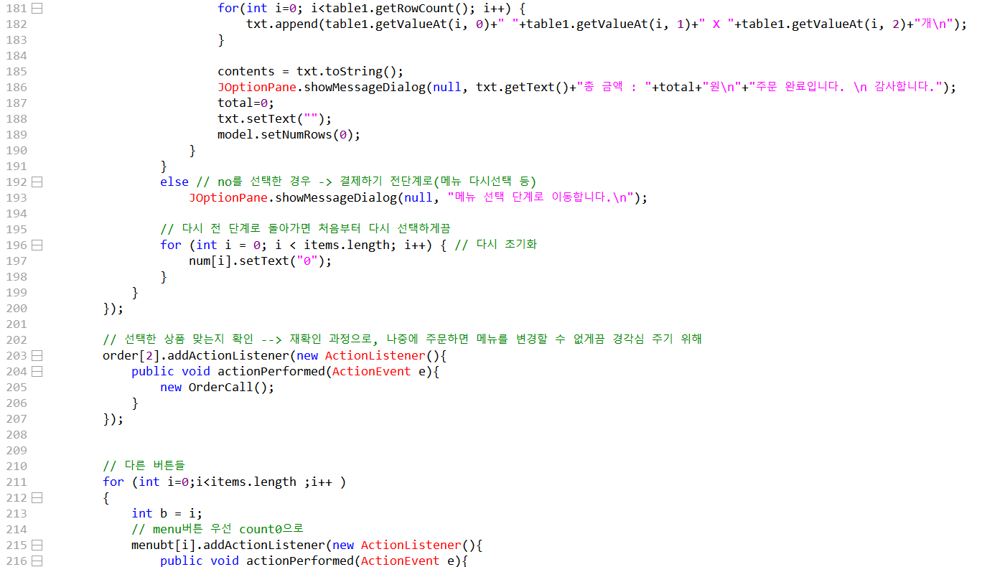 181 for(int i=0; i<table1.getRowCount(); i++) {
182 txt.append(table1.getValueAt(i, 0)+" "+table1.getValueAt(i, 1)+" X "+table1.getValueAt(i, 2)+"개\n");
183 }
184
185 contents = txt.toString();
186 JOptionPane.showMessageDialog(null, txt.getText()+"총 금액 : "+total+"원\n"+"주문 완료입니다. \n 감사합니다.");
187 total=0;
188 txt.setText("");
189 model.setNumRows(0);
190 }
191 }
192 else // no를 선택한 경우 -> 결제하기 전단계로(메뉴 다시선택 등)
193 JOptionPane.showMessageDialog(null, "메뉴 선택 단계로 이동합니다.\n");
194
195 // 다시 전 단계로 돌아가면 처음부터 다시 선택하게끔
196 for (int i = 0; i < items.length; i++) { // 다시 초기화
197 num[i].setText("0");
198 }
199 }
200 });
201
202 // 선택한 상품 맞는지 확인 --> 재확인 과정으로, 나중에 주문하면 메뉴를 변경할 수 없게끔 경각심 주기 위해
203 order[2].addActionListener(new ActionListener(){
204 public void actionPerformed(ActionEvent e){
205 new OrderCall();
206 }
207 });
208
209
210 // 다른 버튼들
211 for (int i=0;i<items.length ;i++ )
212 {
213 int b = i;
214 // menu버튼 우선 count0으로
215 menubt[i].addActionListener(new ActionListener(){
216 public void actionPerformed(ActionEvent e){